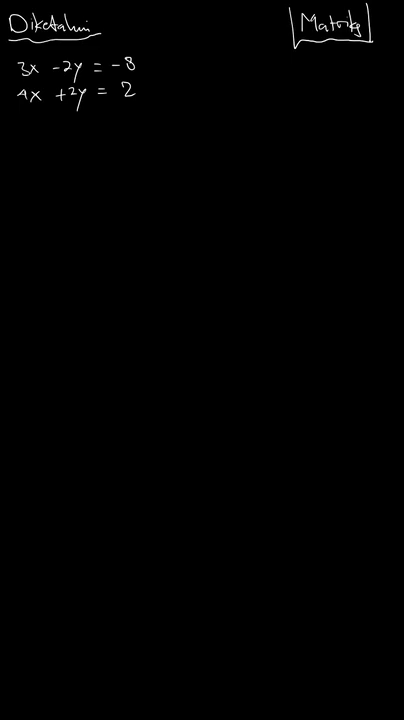 Diketahui
Matriks
3x - 2y = -8
4x + 2y = 2